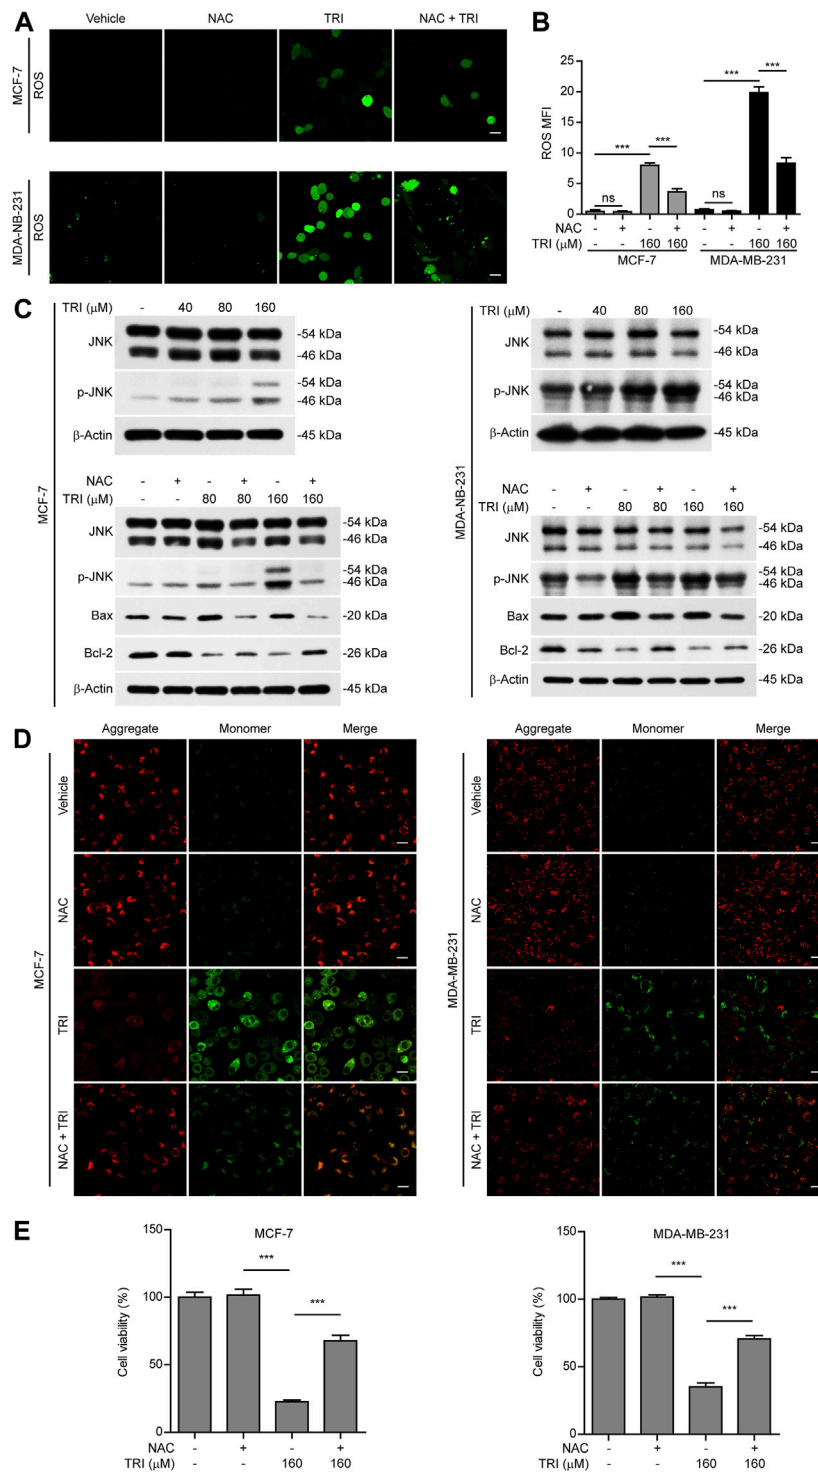 A
Vehicle NAC TRI NAC + TRI
MCF-7
ROS
MDA-NB-231
ROS
B
ROS MFI
25
20
15
10
5
0
ns *** *** ns *** ***
NAC - + - + - + - +
TRI (μM) - - 160 160 - - 160 160
MCF-7 MDA-MB-231
C
MCF-7
TRI (μM) - 40 80 160
JNK -54 kDa
-46 kDa
p-JNK -54 kDa
-46 kDa
β-Actin -45 kDa
NAC - + - + - +
TRI (μM) - - 80 80 160 160
JNK -54 kDa
-46 kDa
p-JNK -54 kDa
-46 kDa
Bax -20 kDa
Bcl-2 -26 kDa
β-Actin -45 kDa
MDA-NB-231
TRI (μM) - 40 80 160
JNK -54 kDa
-46 kDa
p-JNK -54 kDa
-46 kDa
β-Actin -45 kDa
NAC - + - + - +
TRI (μM) - - 80 80 160 160
JNK -54 kDa
-46 kDa
p-JNK -54 kDa
-46 kDa
Bax -20 kDa
Bcl-2 -26 kDa
β-Actin -45 kDa
D
MCF-7
Aggregate Monomer Merge
Vehicle
NAC
TRI
NAC + TRI
MDA-MB-231
Aggregate Monomer Merge
Vehicle
NAC
TRI
NAC + TRI
E
MCF-7
Cell viability (%)
150
100
50
0
*** ***
NAC - + - +
TRI (μM) - - 160 160
MDA-MB-231
Cell viability (%)
150
100
50
0
*** ***
NAC - + - +
TRI (μM) - - 160 160